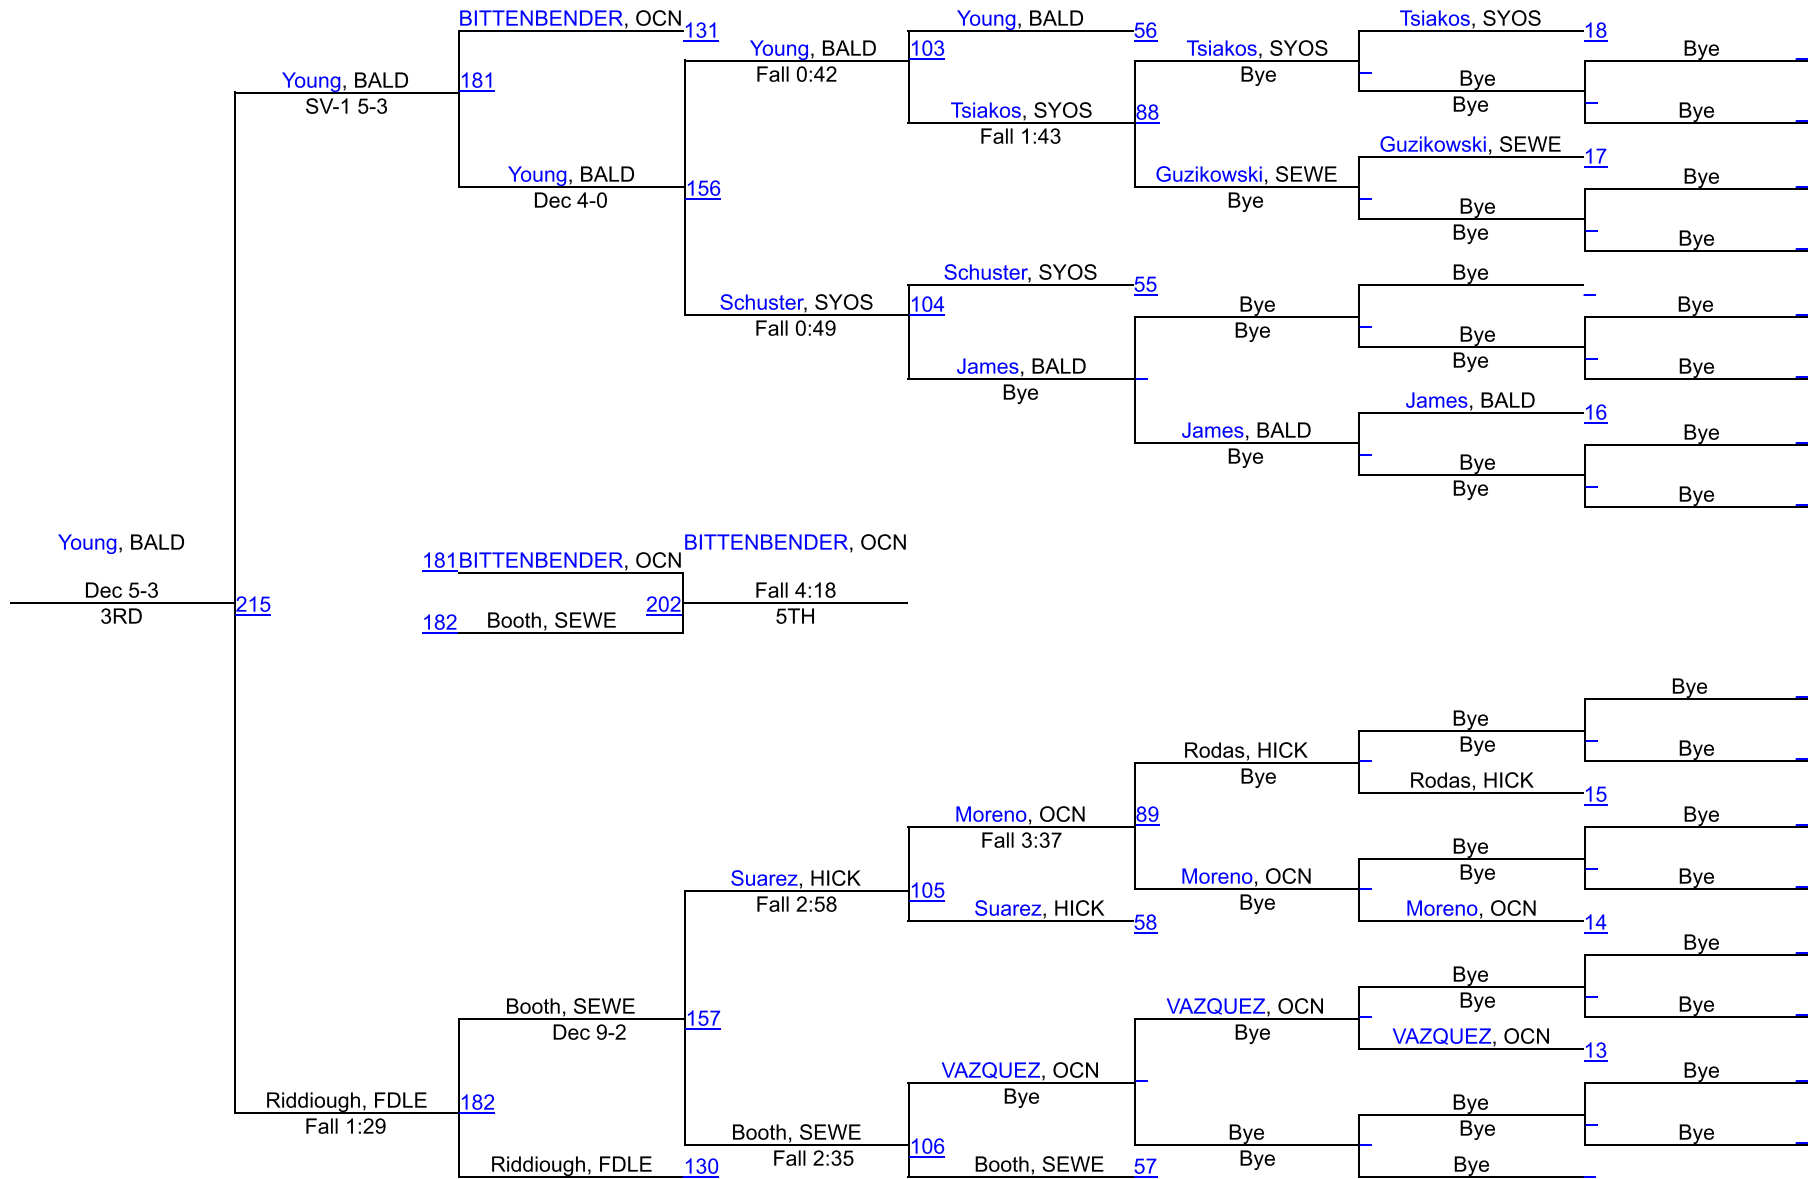 BITTENBENDER, OCN
131
Young, BALD
56
Tsiakos, SYOS
18
Young, BALD
Fall 0:42
103
Tsiakos, SYOS
Bye
Bye
Bye
Bye
Young, BALD
SV-1 5-3
181
Tsiakos, SYOS
Fall 1:43
88
Bye
Guzikowski, SEWE
17
Young, BALD
Dec 4-0
156
Guzikowski, SEWE
Bye
Bye
Bye
Bye
Bye
Schuster, SYOS
55
Bye
Schuster, SYOS
Fall 0:49
104
Bye
Bye
Bye
Bye
Bye
James, BALD
Bye
Bye
James, BALD
16
James, BALD
Bye
Bye
Bye
Bye
Bye
Young, BALD
Dec 5-3
3RD
215
181
BITTENBENDER, OCN
BITTENBENDER, OCN
182
Booth, SEWE
202
Fall 4:18
5TH
Bye
Bye
Bye
Bye
Rodas, HICK
Bye
Rodas, HICK
15
Moreno, OCN
Fall 3:37
89
Bye
Bye
Bye
Bye
Suarez, HICK
Fall 2:58
105
Moreno, OCN
Bye
Moreno, OCN
14
Suarez, HICK
58
Bye
Bye
Bye
Bye
Booth, SEWE
Dec 9-2
157
VAZQUEZ, OCN
Bye
VAZQUEZ, OCN
13
VAZQUEZ, OCN
Bye
Bye
Riddiough, FDLE
Fall 1:29
182
Bye
Bye
Bye
Booth, SEWE
Fall 2:35
106
Bye
Bye
Riddiough, FDLE
130
Booth, SEWE
57
Bye